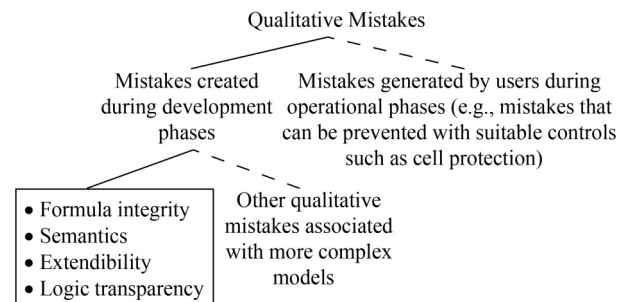 Qualitative Mistakes
Mistakes created
during development
phases
Mistakes generated by users during
operational phases (e.g., mistakes that
can be prevented with suitable controls
such as cell protection)
• Formula integrity
• Semantics
• Extendibility
• Logic transparency
Other qualitative
mistakes associated
with more complex
models